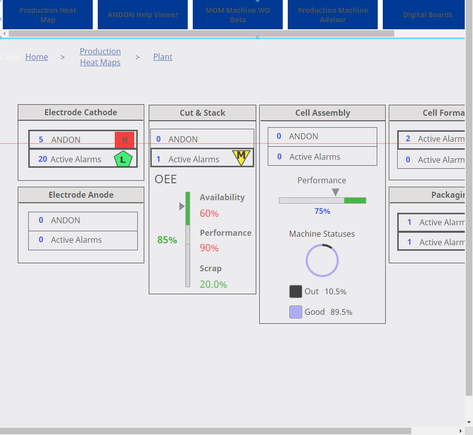 Production Heat
Map
ANDON Help Viewer
MOM Machine WO
Data
Production Machine
Advisor
Digital Boards
Home > Production
Heat Maps > Plant
Electrode Cathode
5 ANDON H
20 Active Alarms L
Electrode Anode
0 ANDON
0 Active Alarms
Cut & Stack
0 ANDON
1 Active Alarms M
OEE
85%
Availability
60%
Performance
90%
Scrap
20.0%
Cell Assembly
0 ANDON
0 Active Alarms
Performance
75%
Machine Statuses
Out 10.5%
Good 89.5%
Cell Forma
2 Active Alarm
0 Active Alarms
Packagin
1 Active Alarm
1 Active Alarms